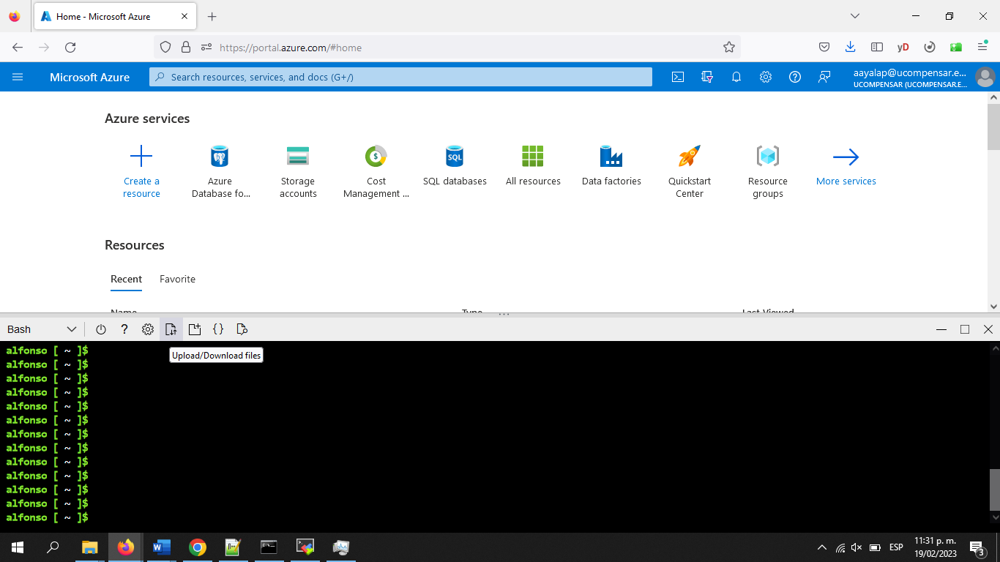 Home - Microsoft Azure
https://portal.azure.com/#home
yD
Microsoft Azure
Search resources, services, and docs (G+/)
aayalap@ucompensar.e...
UCOMPENSAR (UCOMPENSAR.E...
Azure services
Create a resource
Azure Database fo...
Storage accounts
Cost Management ...
SQL databases
All resources
Data factories
Quickstart Center
Resource groups
More services
Resources
Recent
Favorite
Name
Type
Last Viewed
Bash
Upload/Download files
alfonso [ ~ ]$
alfonso [ ~ ]$
alfonso [ ~ ]$
alfonso [ ~ ]$
alfonso [ ~ ]$
alfonso [ ~ ]$
alfonso [ ~ ]$
alfonso [ ~ ]$
alfonso [ ~ ]$
alfonso [ ~ ]$
alfonso [ ~ ]$
alfonso [ ~ ]$
alfonso [ ~ ]$
ESP
11:31 p. m.
19/02/2023
3